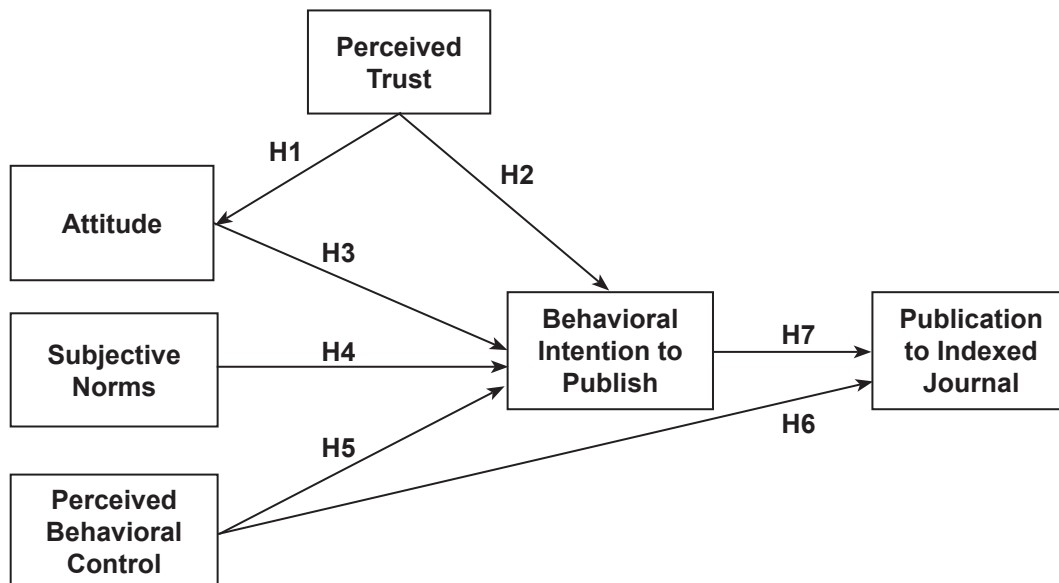 Perceived
Trust
H1
H2
Attitude
H3
Subjective
Norms
H4
Behavioral
Intention to
Publish
H7
Publication
to Indexed
Journal
H5
H6
Perceived
Behavioral
Control